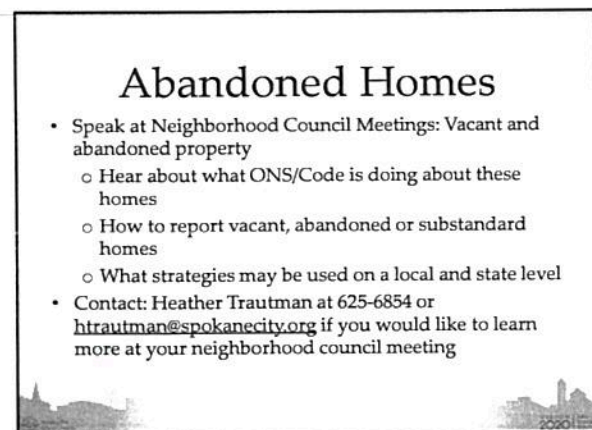 Abandoned Homes
• Speak at Neighborhood Council Meetings: Vacant and
abandoned property
o Hear about what ONS/Code is doing about these
homes
o How to report vacant, abandoned or substandard
homes
o What strategies may be used on a local and state level
• Contact: Heather Trautman at 625-6854 or
htrautman@spokanecity.org if you would like to learn
more at your neighborhood council meeting
2020